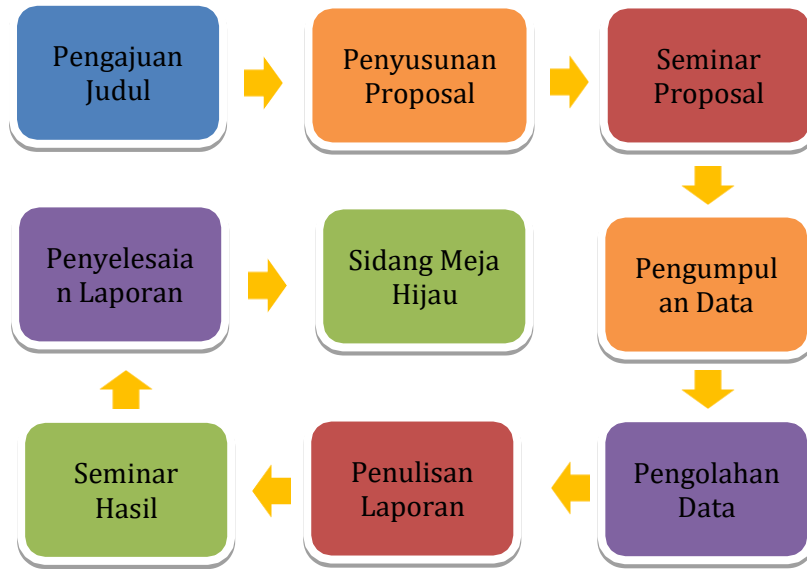 Pengajuan
Judul
Penyusunan
Proposal
Seminar
Proposal
Pengumpul
an Data
Pengolahan
Data
Penulisan
Laporan
Seminar
Hasil
Penyelesaia
n Laporan
Sidang Meja
Hijau